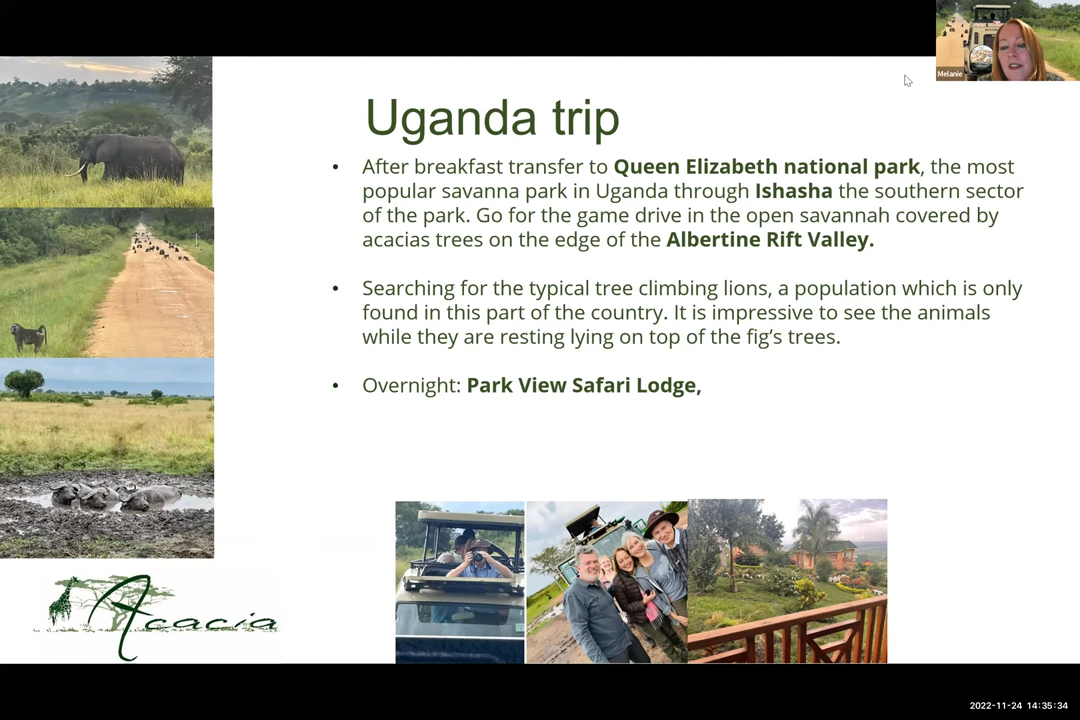 Melanie
Uganda trip
• After breakfast transfer to Queen Elizabeth national park, the most
popular savanna park in Uganda through Ishasha the southern sector
of the park. Go for the game drive in the open savannah covered by
acacias trees on the edge of the Albertine Rift Valley.
• Searching for the typical tree climbing lions, a population which is only
found in this part of the country. It is impressive to see the animals
while they are resting lying on top of the fig’s trees.
• Overnight: Park View Safari Lodge,
Acacia
2022-11-24 14:35:34